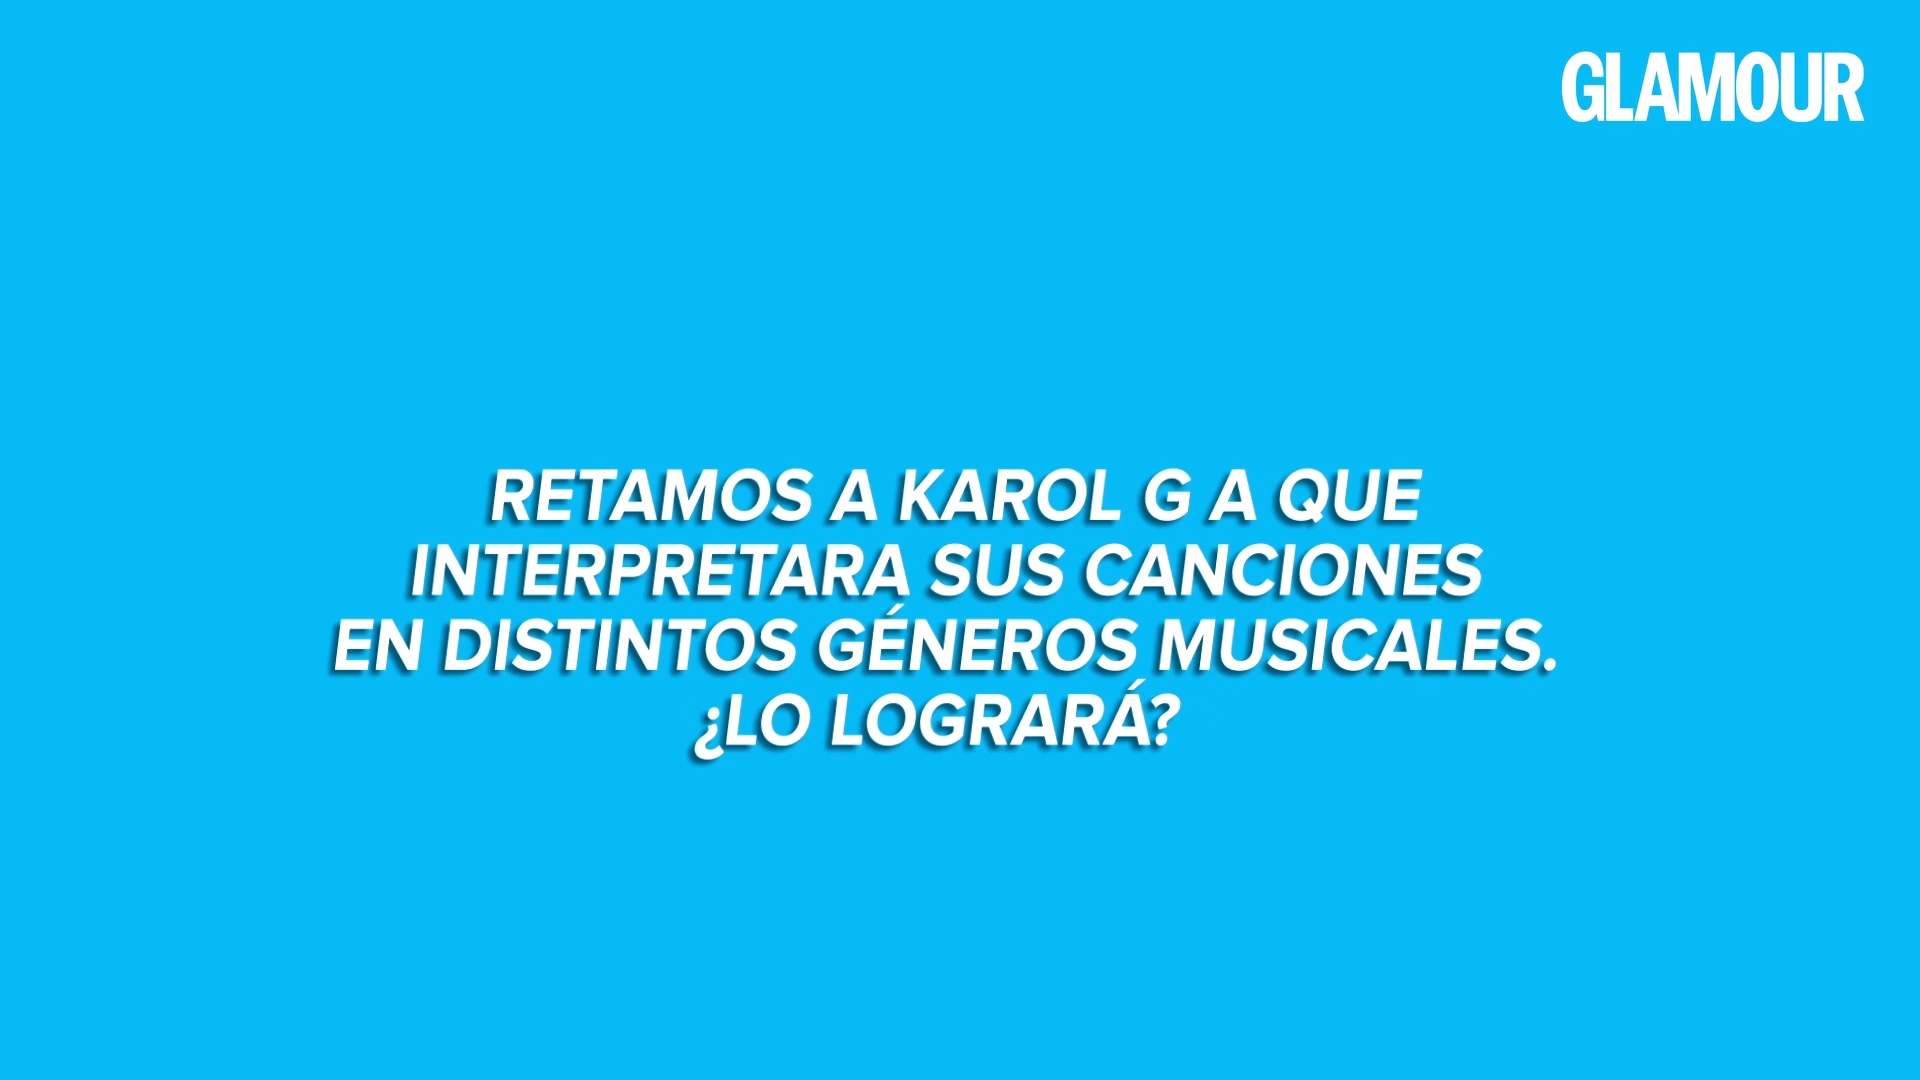 GLAMOUR
RETAMOS A KAROL G A QUE
INTERPRETARA SUS CANCIONES
EN DISTINTOS GÉNEROS MUSICALES.
¿LO LOGRARÁ?